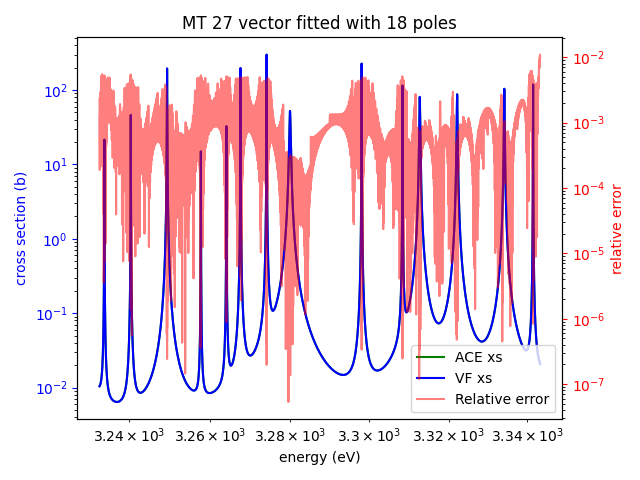 MT 27 vector fitted with 18 poles
cross section (b)
10²
10¹
10⁰
10⁻¹
10⁻²
10⁻²
10⁻³
10⁻⁴
10⁻⁵
10⁻⁶
10⁻⁷
relative error
ACE xs
VF xs
Relative error
3.24 × 10³ 3.26 × 10³ 3.28 × 10³ 3.3 × 10³ 3.32 × 10³ 3.34 × 10³
energy (eV)